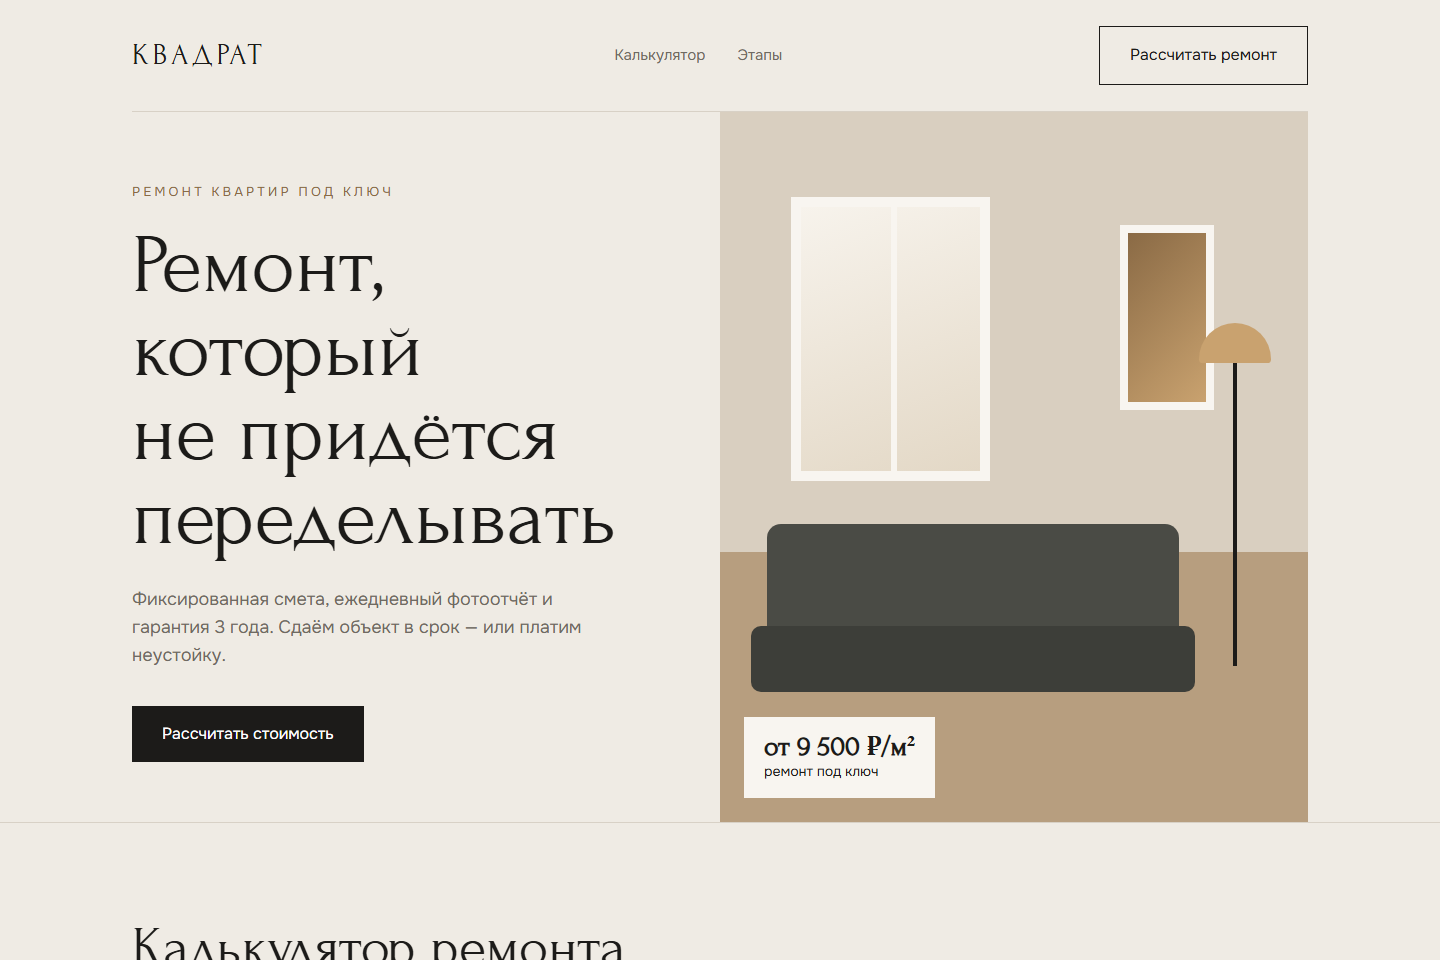 КВАДРАТ
Калькулятор
Этапы
Рассчитать ремонт
РЕМОНТ КВАРТИР ПОД КЛЮЧ
Ремонт,
который
не придётся
переделывать
Фиксированная смета, ежедневный фотоотчёт и
гарантия 3 года. Сдаём объект в срок — или платим
неустойку.
Рассчитать стоимость
от 9 500 ₽/м²
ремонт под ключ
Калькулятор ремонта